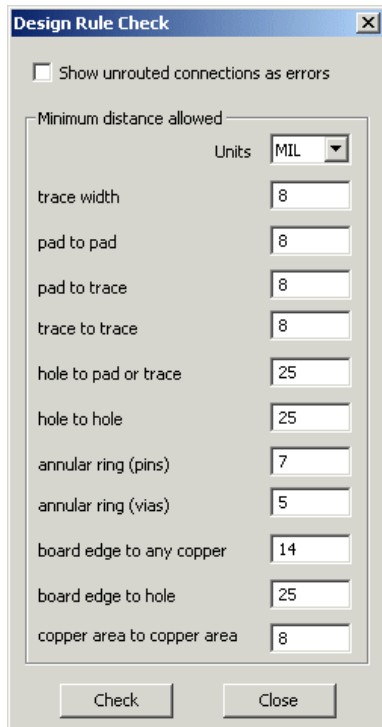 Design Rule Check
Show unrouted connections as errors
Minimum distance allowed
Units MIL
trace width 8
pad to pad 8
pad to trace 8
trace to trace 8
hole to pad or trace 25
hole to hole 25
annular ring (pins) 7
annular ring (vias) 5
board edge to any copper 14
board edge to hole 25
copper area to copper area 8
Check Close